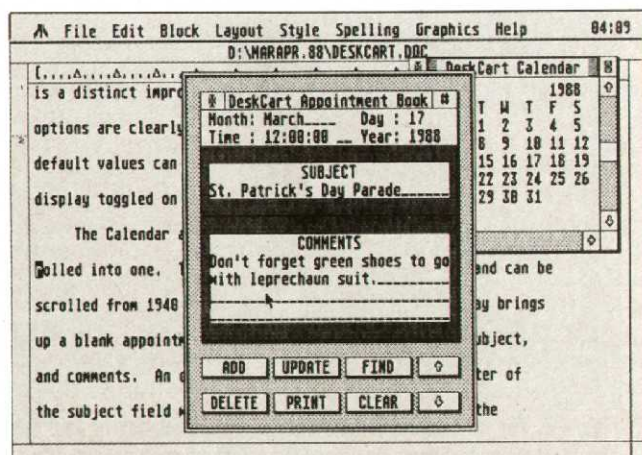 File Edit Block Layout Style Spelling Graphics Help 04:09
D:\MARAPR.88\DESKCART.DOC
is a distinct impro
options are clearly
default values can
display toggled on
The Calendar a
olled into one. T and can be
scrolled from 1940 ay brings
up a blank appointm ubject,
and comments. An ter of
the subject field the
DeskCart Calendar
1988
T W T F S
1 2 3 4 5
8 9 10 11 12
15 16 17 18 19
22 23 24 25 26
29 30 31
DeskCart Appointment Book
Month: March Day : 17
Time : 12:00:00 __ Year: 1988
SUBJECT
St. Patrick's Day Parade
COMMENTS
Don't forget green shoes to go
with leprechaun suit.
ADD UPDATE FIND
DELETE PRINT CLEAR